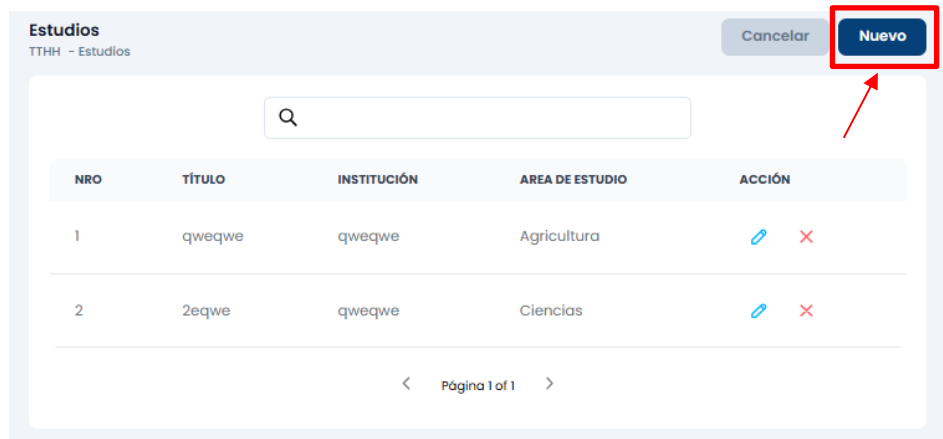 Estudios
TTHH - Estudios
Cancelar
Nuevo
NRO TÍTULO INSTITUCIÓN AREA DE ESTUDIO ACCIÓN
1 qweqwe qweqwe Agricultura
2 2eqwe qweqwe Ciencias
Página 1 of 1